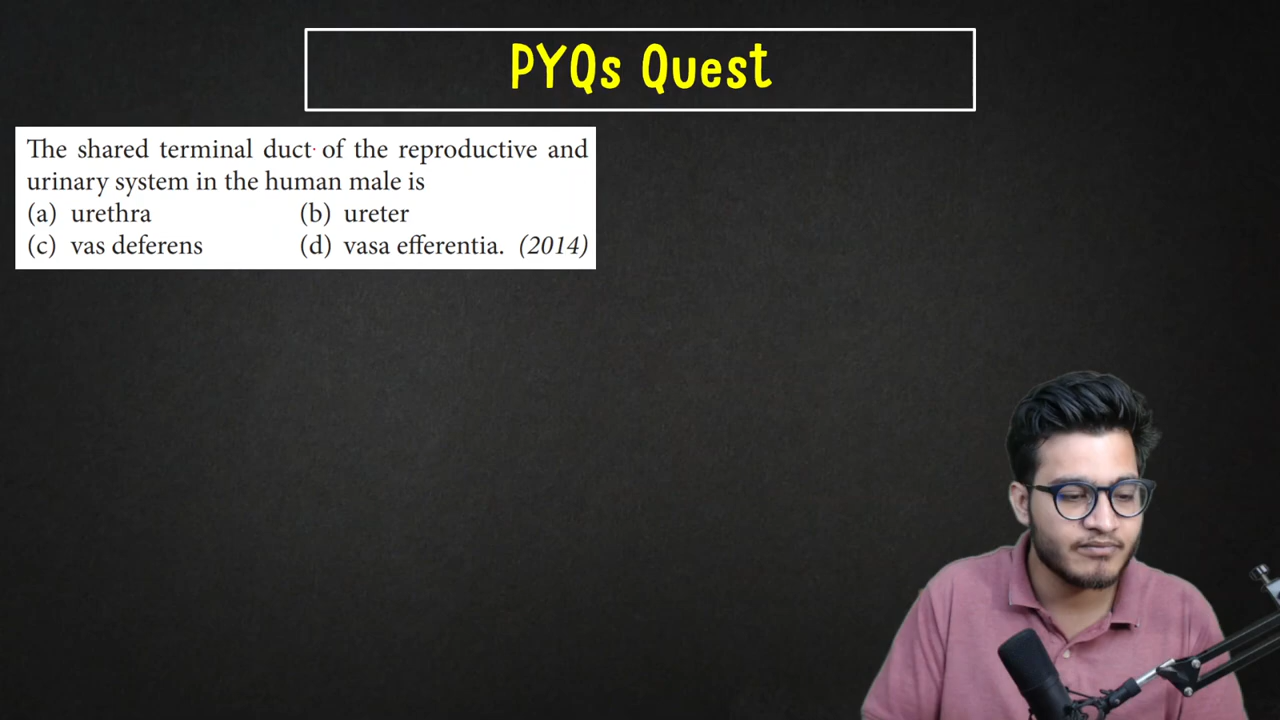 PYQs Quest
The shared terminal duct of the reproductive and
urinary system in the human male is
(a) urethra (b) ureter
(c) vas deferens (d) vasa efferentia. (2014)